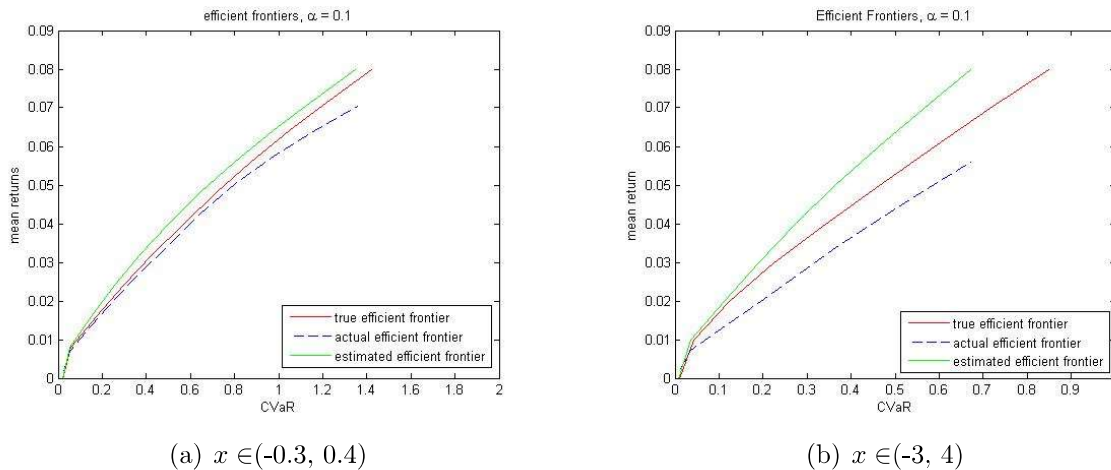 efficient frontiers, α = 0.1
0.09
0.08
0.07
0.06
0.05
0.04
0.03
0.02
0.01
0
mean returns
true efficient frontier
actual efficient frontier
estimated efficient frontier
0 0.2 0.4 0.6 0.8 1 1.2 1.4 1.6 1.8 2
CVaR
(a) x ∈(-0.3, 0.4)
Efficient Frontiers, α = 0.1
0.09
0.08
0.07
0.06
0.05
0.04
0.03
0.02
0.01
0
mean return
true efficient frontier
actual efficient frontier
estimated efficient frontier
0 0.1 0.2 0.3 0.4 0.5 0.6 0.7 0.8 0.9
CVaR
(b) x ∈(-3, 4)